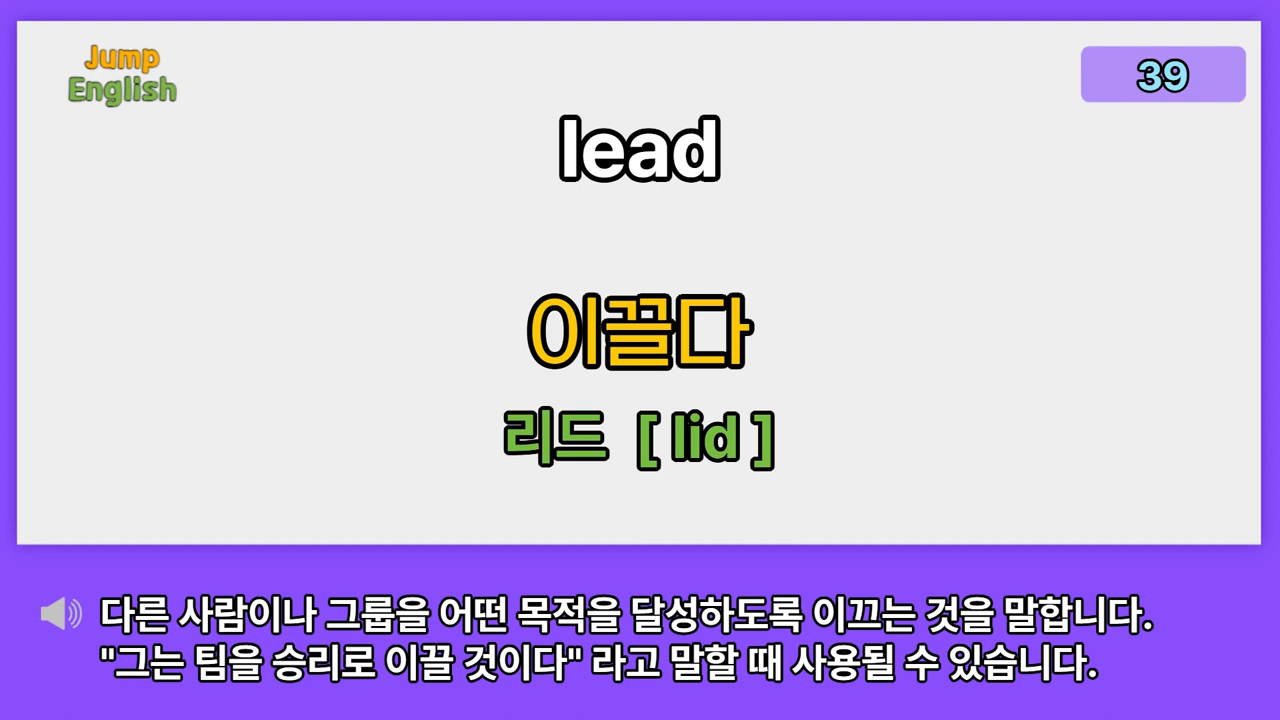 Jump
English
39
lead
이끌다
리드 [ lid ]
다른 사람이나 그룹을 어떤 목적을 달성하도록 이끄는 것을 말합니다.
"그는 팀을 승리로 이끌 것이다" 라고 말할 때 사용될 수 있습니다.